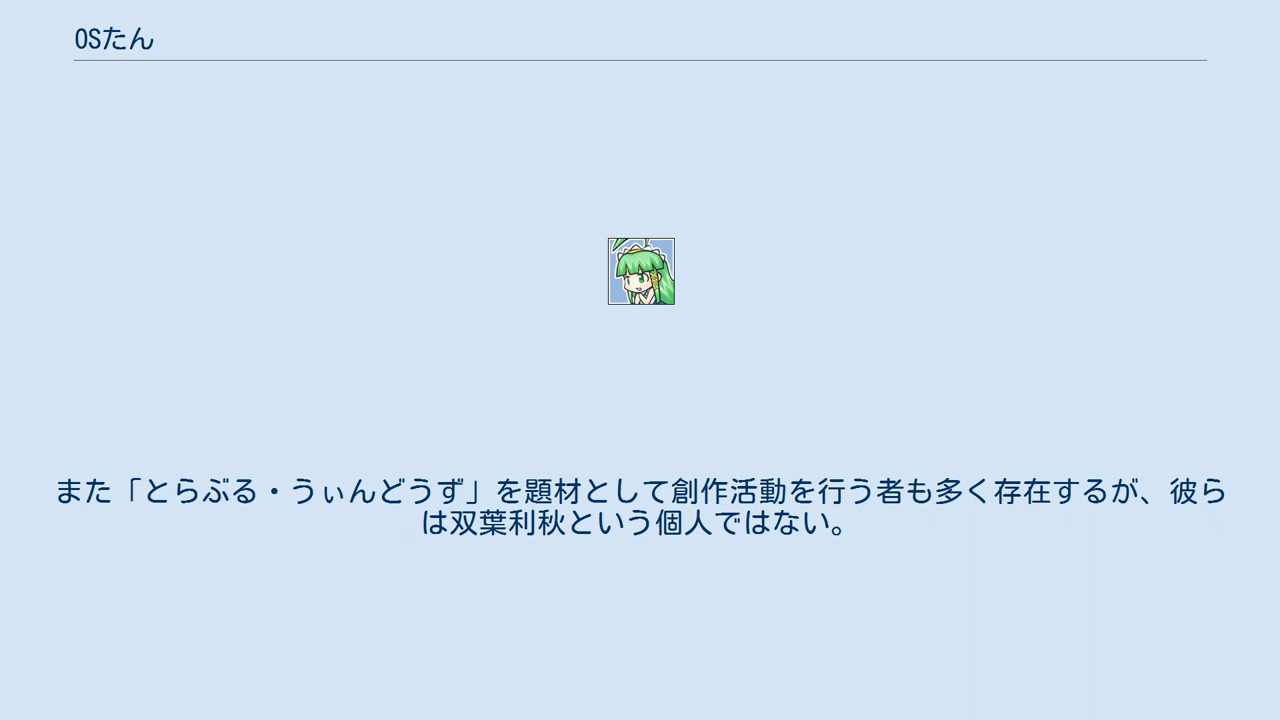 OSたん
また「とらぶる・うぃんどうず」を題材として創作活動を行う者も多く存在するが、彼ら
は双葉利秋という個人ではない。